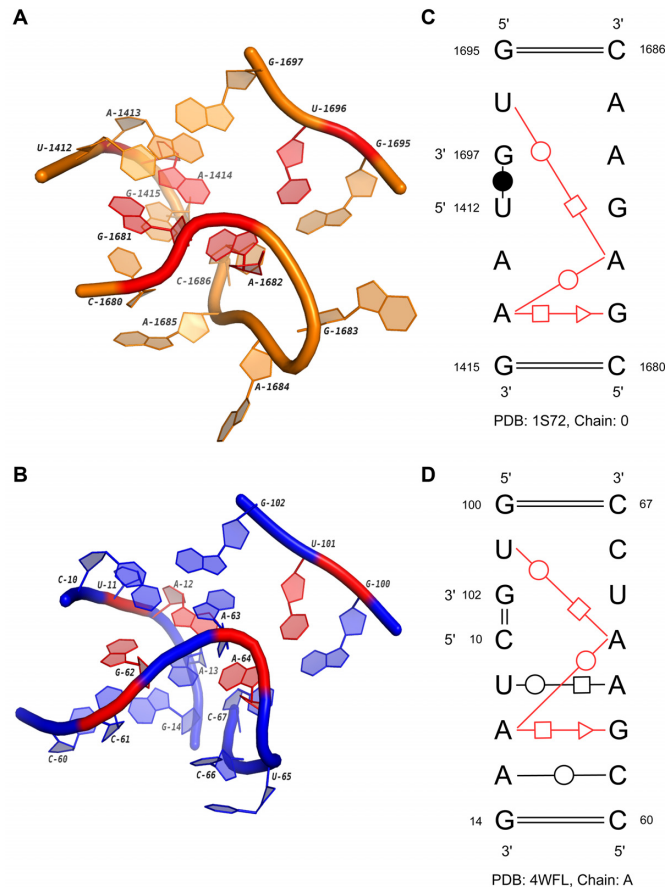 A
G-1697
A-1413
U-1696
U-1412
G-1695
A-1414
G-1415
G-1681
C-1686
A-1682
C-1680
A-1685
G-1683
A-1684
B
G-102
C-10
U-11
U-101
A-12
G-100
A-63
G-62
A-13
A-64
G-14
C-67
C-61
C-60
C-66
U-65
C
5' 3'
1695 G C 1686
U A
3' 1697 G A
5' 1412 U G
A A
A G
1415 G C 1680
3' 5'
PDB: 1S72, Chain: 0
D
5' 3'
100 G C 67
U C
3' 102 G U
5' 10 C A
U A
A G
A C
14 G C 60
3' 5'
PDB: 4WFL, Chain: A